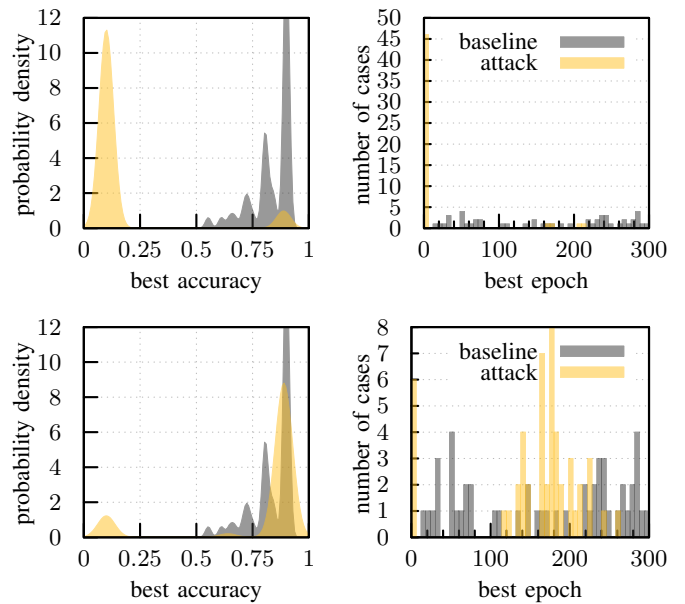 probability density
12
10
8
6
4
2
0
0 0.25 0.5 0.75 1
best accuracy
number of cases
50
45
40
35
30
25
20
15
10
5
0
baseline
attack
0 100 200 300
best epoch
probability density
12
10
8
6
4
2
0
0 0.25 0.5 0.75 1
best accuracy
number of cases
8
7
6
5
4
3
2
1
0
baseline
attack
0 100 200 300
best epoch